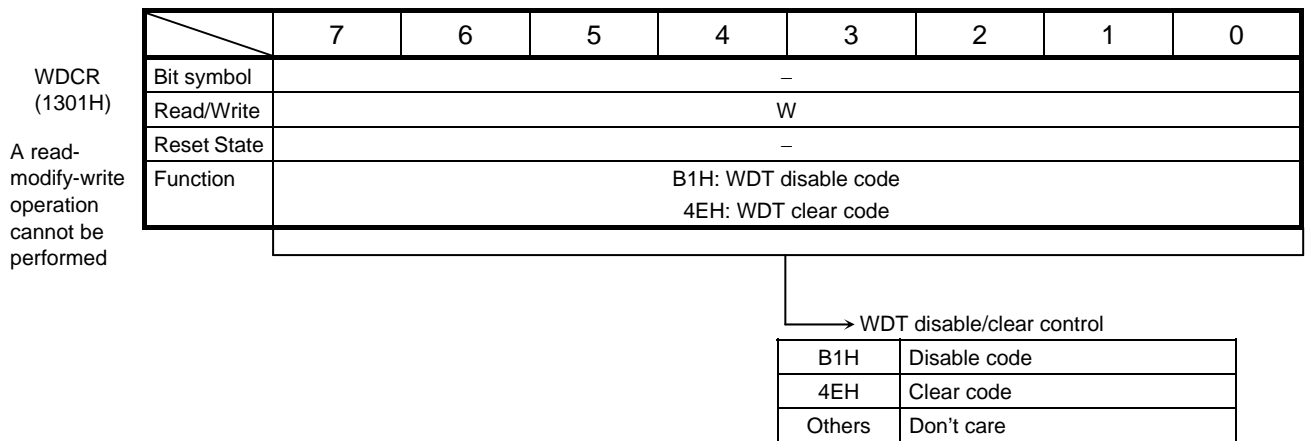 7 6 5 4 3 2 1 0
WDCR
(1301H)
A read-
modify-write
operation
cannot be
performed
Bit symbol −
Read/Write W
Reset State −
Function B1H: WDT disable code
4EH: WDT clear code
WDT disable/clear control
B1H Disable code
4EH Clear code
Others Don't care